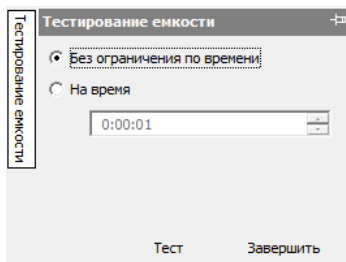 Тестирование емкости
Тестирование емкости
Без ограничения по времени
На время
0:00:01
Тест Завершить